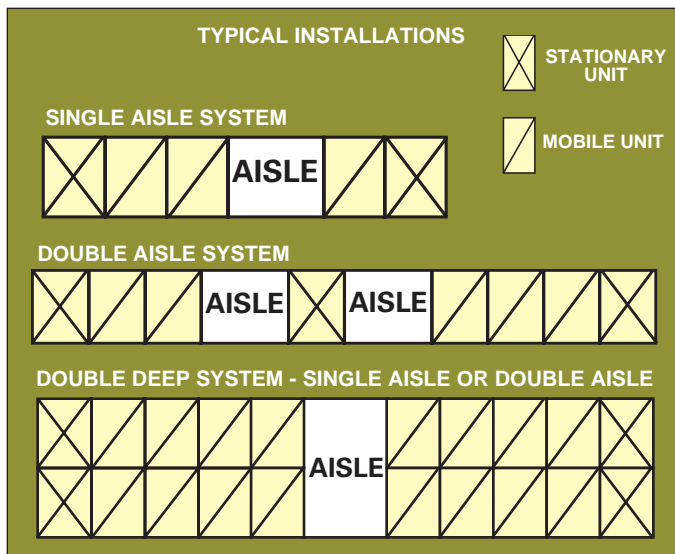 TYPICAL INSTALLATIONS
STATIONARY
UNIT
MOBILE UNIT
SINGLE AISLE SYSTEM
AISLE
DOUBLE AISLE SYSTEM
AISLE AISLE
DOUBLE DEEP SYSTEM - SINGLE AISLE OR DOUBLE AISLE
AISLE